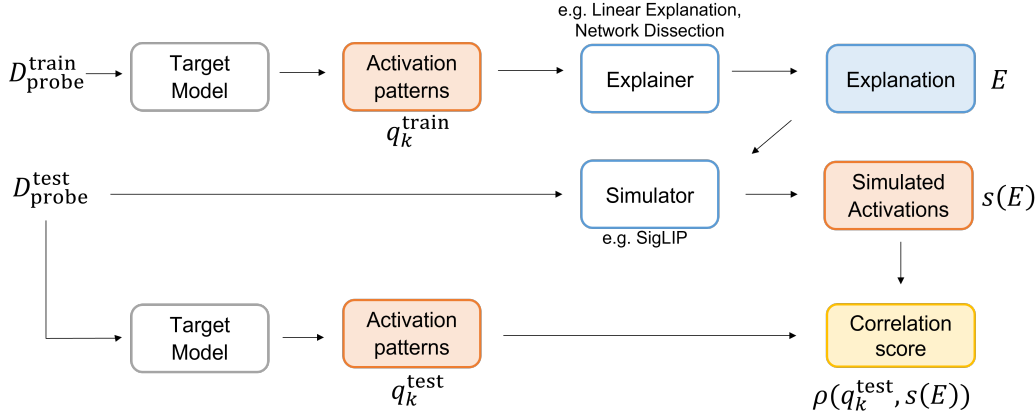 e.g. Linear Explanation,
Network Dissection
D_probe^train
Target
Model
Activation
patterns
Explainer
Explanation
E
q_k^train
D_probe^test
Simulator
Simulated
Activations
s(E)
e.g. SigLIP
Target
Model
Activation
patterns
Correlation
score
q_k^test
ρ(q_k^test, s(E))